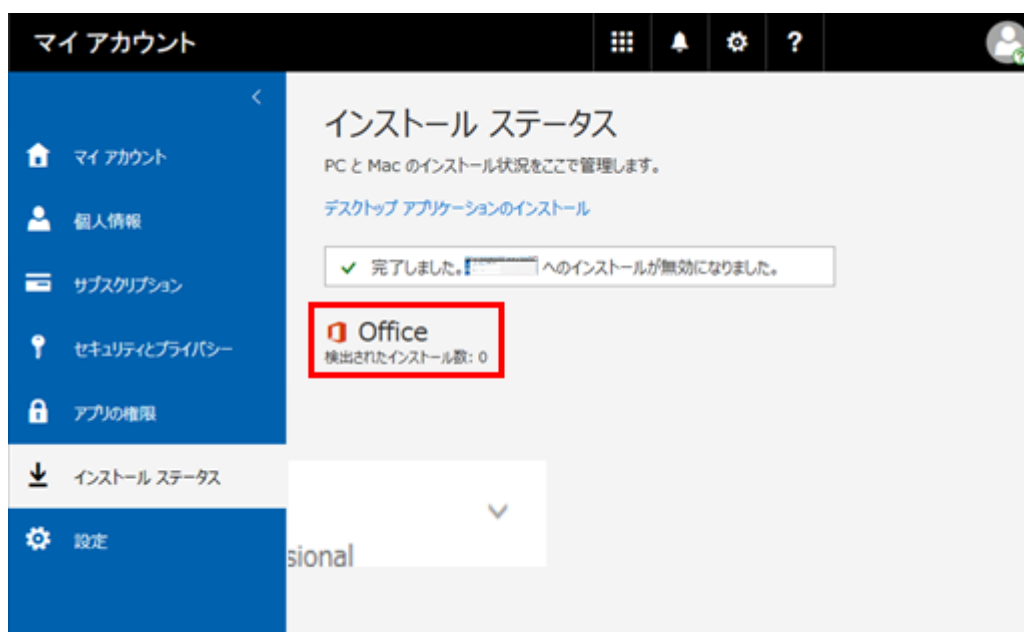 マイ アカウント
?
インストール ステータス
PC と Mac のインストール状況をここで管理します。
デスクトップ アプリケーションのインストール
完了しました。 へのインストールが無効になりました。
Office
検出されたインストール数: 0
マイ アカウント
個人情報
サブスクリプション
セキュリティとプライバシー
アプリの権限
インストール ステータス
設定
sional